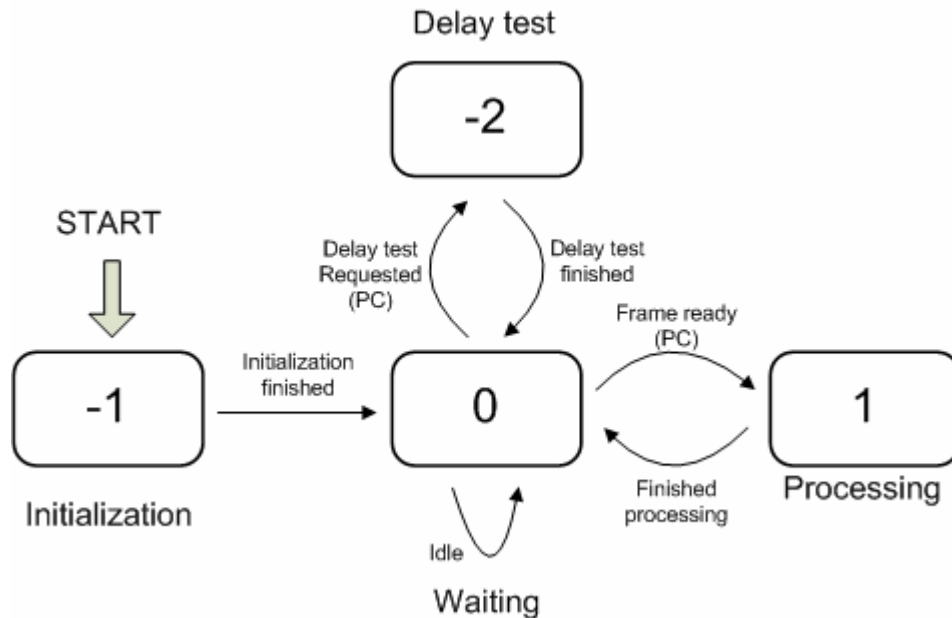 Delay test
-2
START
Delay test
Requested
(PC)
Delay test
finished
Frame ready
(PC)
Initialization
finished
-1
0
1
Initialization
Finished
processing
Processing
Idle
Waiting